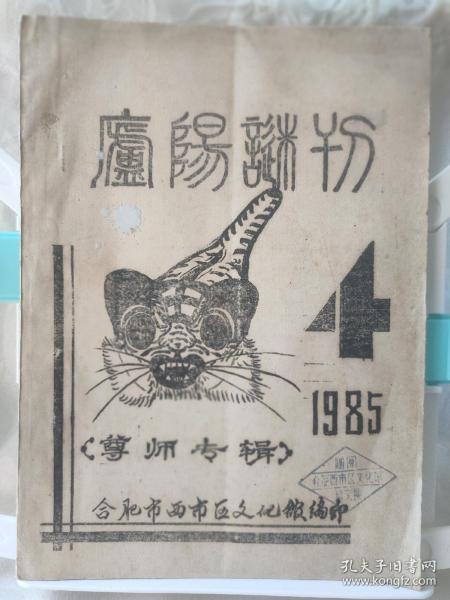 廬陽謎刊
4
1985
《尊师专辑》
合肥市西市区文化馆编印
孔夫子旧书网
www.kongfz.com